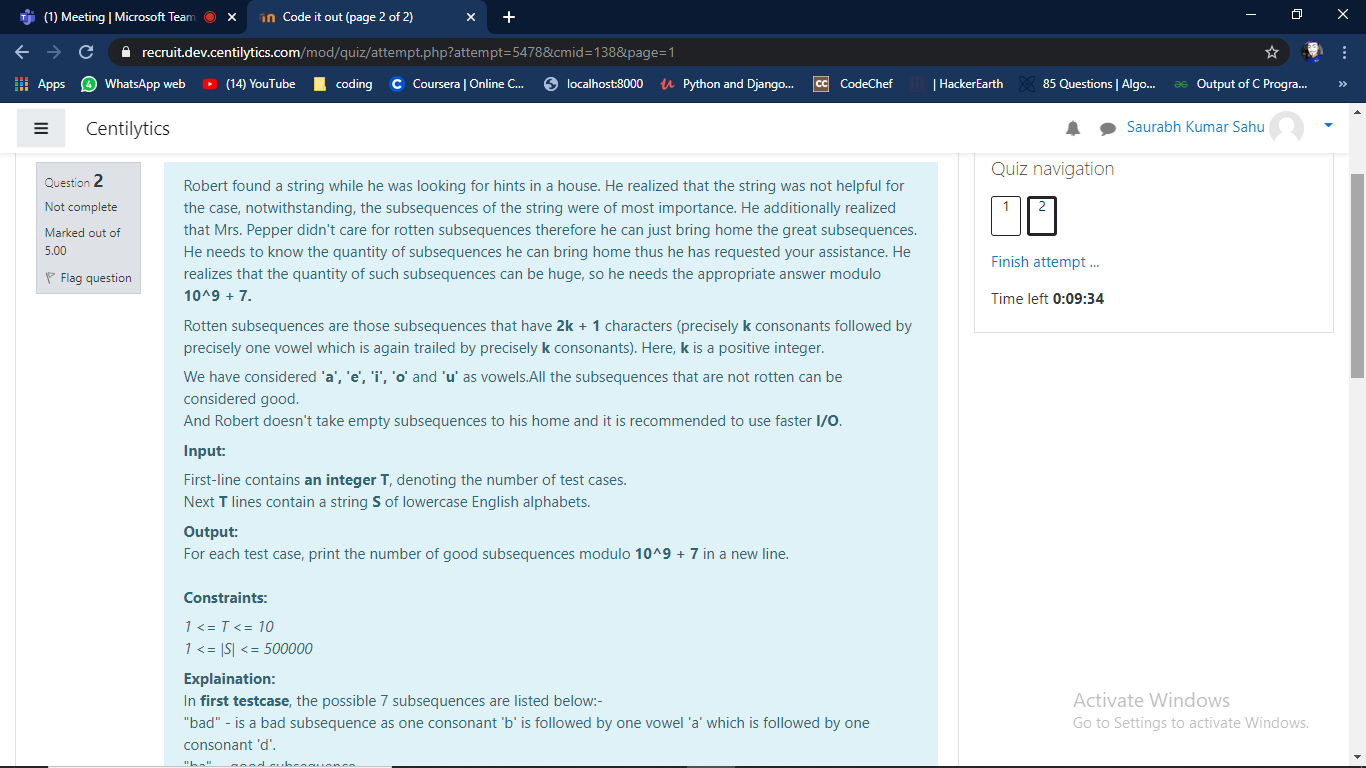 (1) Meeting | Microsoft Team
Code it out (page 2 of 2)
recruit.dev.centilytics.com/mod/quiz/attempt.php?attempt=5478&cmid=138&page=1
Apps
4
WhatsApp web
(14) YouTube
coding
C
Coursera | Online C...
localhost:8000
Python and Django...
CC
CodeChef
| HackerEarth
85 Questions | Algo...
Output of C Progra...
»
Centilytics
Saurabh Kumar Sahu
Question 2
Not complete
Marked out of
5.00
Flag question
Robert found a string while he was looking for hints in a house. He realized that the string was not helpful for
the case, notwithstanding, the subsequences of the string were of most importance. He additionally realized
that Mrs. Pepper didn't care for rotten subsequences therefore he can just bring home the great subsequences.
He needs to know the quantity of subsequences he can bring home thus he has requested your assistance. He
realizes that the quantity of such subsequences can be huge, so he needs the appropriate answer modulo
10^9 + 7.
Rotten subsequences are those subsequences that have 2k + 1 characters (precisely k consonants followed by
precisely one vowel which is again trailed by precisely k consonants). Here, k is a positive integer.
We have considered 'a', 'e', 'i', 'o' and 'u' as vowels.All the subsequences that are not rotten can be
considered good.
And Robert doesn't take empty subsequences to his home and it is recommended to use faster I/O.
Input:
First-line contains an integer T, denoting the number of test cases.
Next T lines contain a string S of lowercase English alphabets.
Output:
For each test case, print the number of good subsequences modulo 10^9 + 7 in a new line.
Constraints:
1 <= T <= 10
1 <= |S| <= 500000
Explaination:
In first testcase, the possible 7 subsequences are listed below:-
"bad" - is a bad subsequence as one consonant 'b' is followed by one vowel 'a' which is followed by one
consonant 'd'.
"ba" - good subsequence
Quiz navigation
1
2
Finish attempt ...
Time left 0:09:34
Activate Windows
Go to Settings to activate Windows.